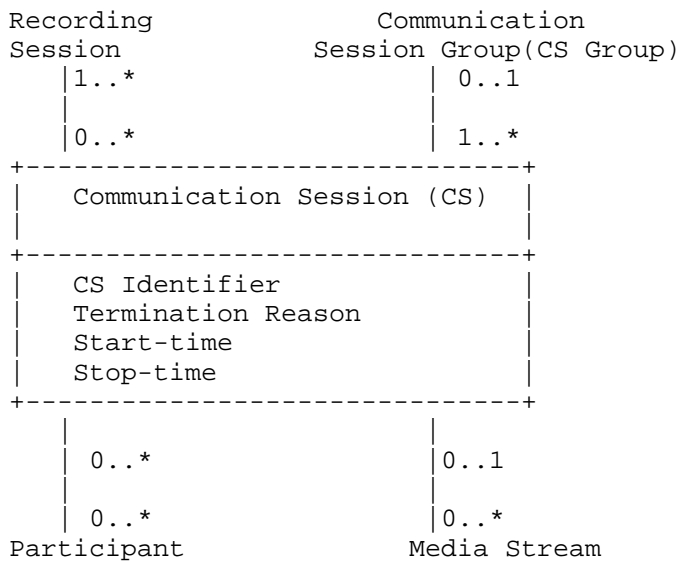 Recording Communication
Session Session Group(CS Group)
1..* 0..1
0..* 1..*
Communication Session (CS)
CS Identifier
Termination Reason
Start-time
Stop-time
0..* 0..1
0..* 0..*
Participant Media Stream